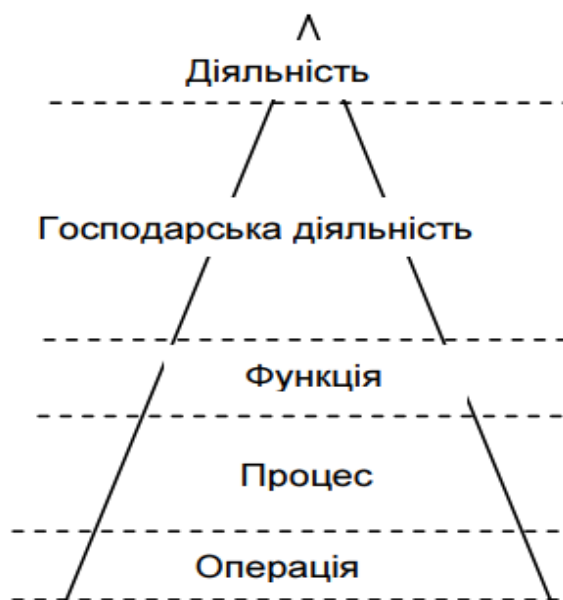 Діяльність
Господарська діяльність
Функція
Процес
Операція